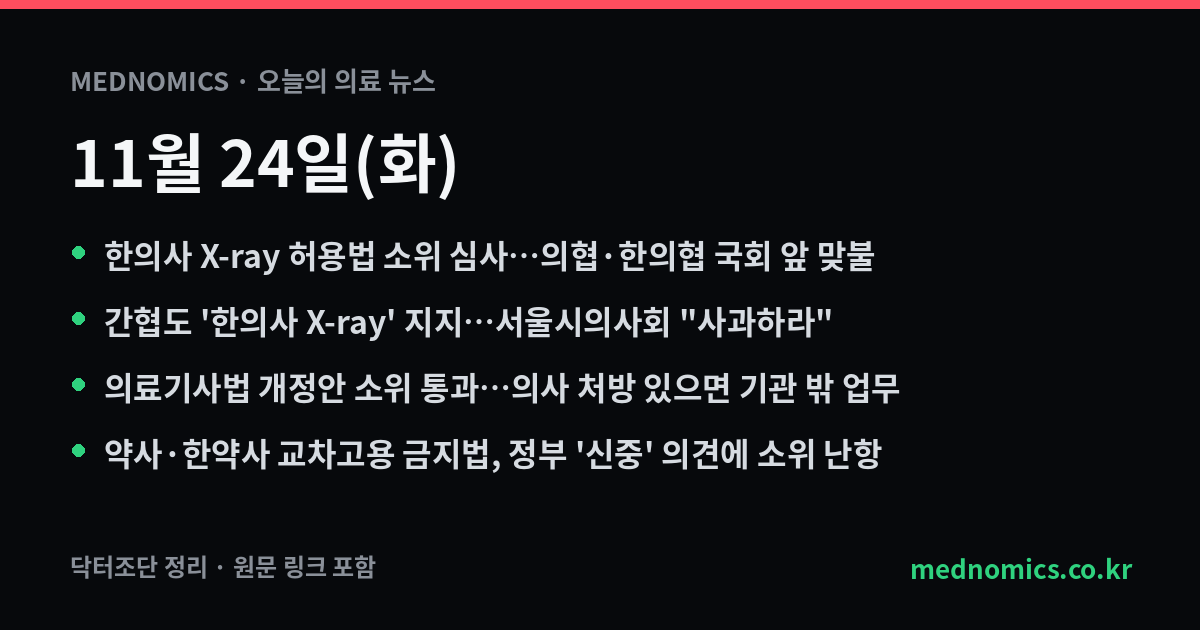 MEDNOMICS · 오늘의 의료 뉴스
11월 24일(화)
한의사 X-ray 허용법 소위 심사…의협·한의협 국회 앞 맞불
간협도 '한의사 X-ray' 지지…서울시의사회 "사과하라"
의료기사법 개정안 소위 통과…의사 처방 있으면 기관 밖 업무
약사·한약사 교차고용 금지법, 정부 '신중' 의견에 소위 난항
닥터조단 정리 · 원문 링크 포함
mednomics.co.kr